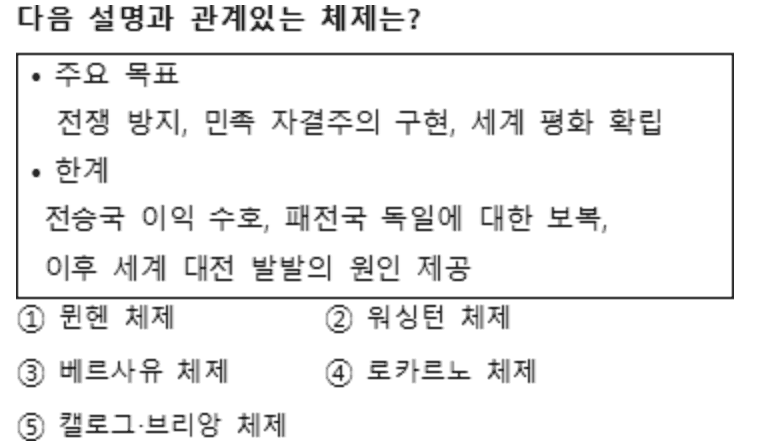 다음 설명과 관계있는 체제는?
• 주요 목표
전쟁 방지, 민족 자결주의 구현, 세계 평화 확립
• 한계
전승국 이익 수호, 패전국 독일에 대한 보복,
이후 세계 대전 발발의 원인 제공
① 뮌헨 체제 ② 워싱턴 체제
③ 베르사유 체제 ④ 로카르노 체제
⑤ 캘로그·브리앙 체제